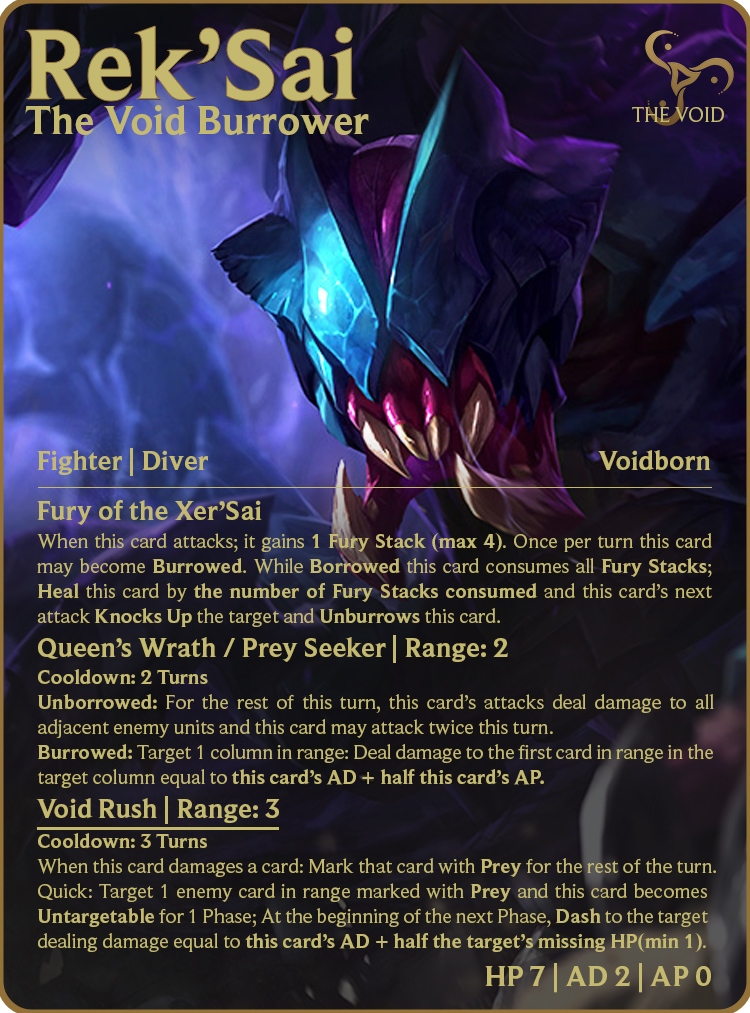 Rek'Sai
The Void Burrower
THE VOID
Fighter | Diver
Voidborn
Fury of the Xer'Sai
When this card attacks; it gains 1 Fury Stack (max 4). Once per turn this card
may become Burrowed. While Borrowed this card consumes all Fury Stacks;
Heal this card by the number of Fury Stacks consumed and this card's next
attack Knocks Up the target and Unburrows this card.
Queen's Wrath / Prey Seeker | Range: 2
Cooldown: 2 Turns
Unborrowed: For the rest of this turn, this card's attacks deal damage to all
adjacent enemy units and this card may attack twice this turn.
Burrowed: Target 1 column in range: Deal damage to the first card in range in the
target column equal to this card's AD + half this card's AP.
Void Rush | Range: 3
Cooldown: 3 Turns
When this card damages a card: Mark that card with Prey for the rest of the turn.
Quick: Target 1 enemy card in range marked with Prey and this card becomes
Untargetable for 1 Phase; At the beginning of the next Phase, Dash to the target
dealing damage equal to this card's AD + half the target's missing HP(min 1).
HP 7 | AD 2 | AP 0